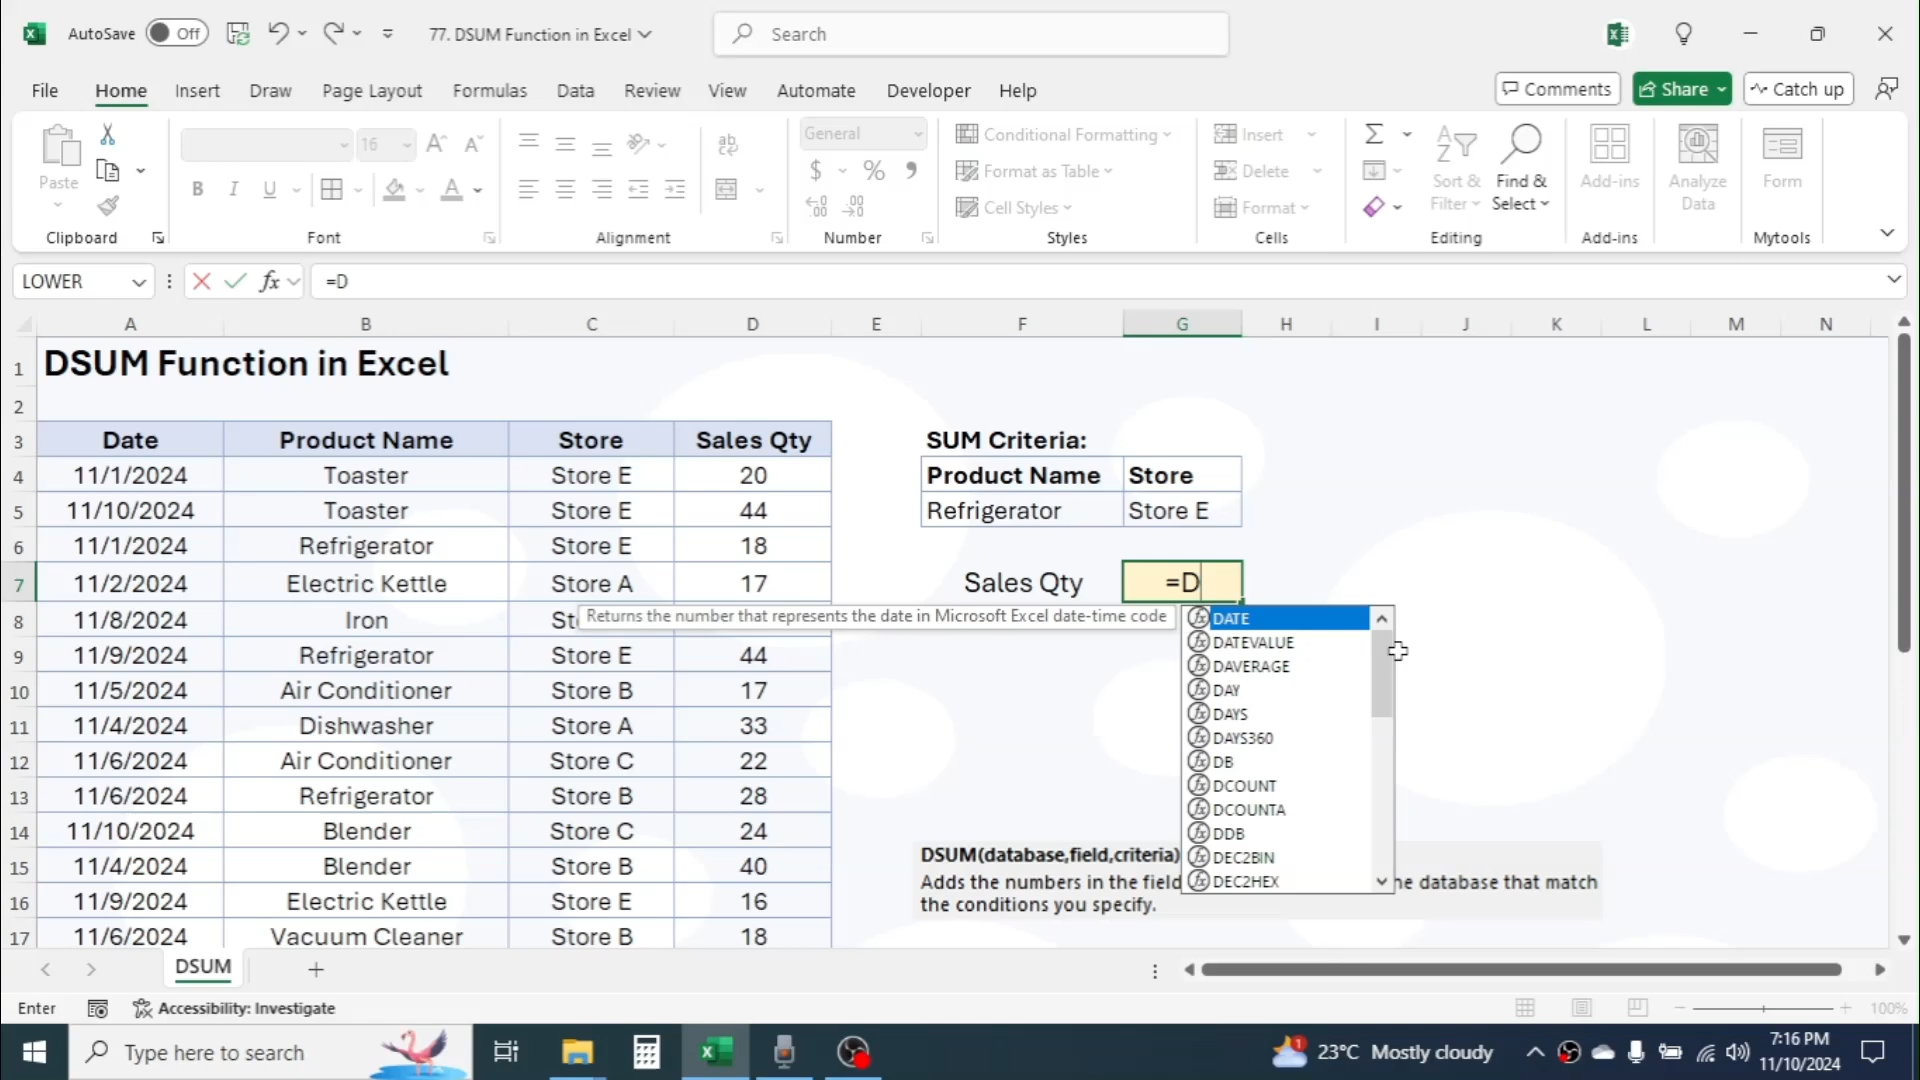 AutoSave Off 77. DSUM Function in Excel Search
File Home Insert Draw Page Layout Formulas Data Review View Automate Developer Help Comments Share Catch up
Paste
Clipboard
16
B I U
Font
ab
Alignment
General
$ % ,
Number
Conditional Formatting
Format as Table
Cell Styles
Styles
Insert
Delete
Format
Cells
Sort &
Filter
Find &
Select
Editing
Add-ins
Add-ins
Analyze
Data
Form
Mytools
LOWER fx =D
A B C D E F G H I J K L M N
1 DSUM Function in Excel
2
3 Date Product Name Store Sales Qty SUM Criteria:
4 11/1/2024 Toaster Store E 20 Product Name Store
5 11/10/2024 Toaster Store E 44 Refrigerator Store E
6 11/1/2024 Refrigerator Store E 18
7 11/2/2024 Electric Kettle Store A 17 Sales Qty =D
8 11/8/2024 Iron St
Returns the number that represents the date in Microsoft Excel date-time code
DATE
DATEVALUE
DAVERAGE
DAY
DAYS
DAYS360
DB
DCOUNT
DCOUNTA
DDB
DEC2BIN
DEC2HEX
9 11/9/2024 Refrigerator Store E 44
10 11/5/2024 Air Conditioner Store B 17
11 11/4/2024 Dishwasher Store A 33
12 11/6/2024 Air Conditioner Store C 22
13 11/6/2024 Refrigerator Store B 28
14 11/10/2024 Blender Store C 24
15 11/4/2024 Blender Store B 40
16 11/9/2024 Electric Kettle Store E 16
17 11/6/2024 Vacuum Cleaner Store B 18
DSUM(database,field,criteria)
Adds the numbers in the field he database that match
the conditions you specify.
DSUM
Enter Accessibility: Investigate 100%
Type here to search 1 23°C Mostly cloudy 7:16 PM
11/10/2024